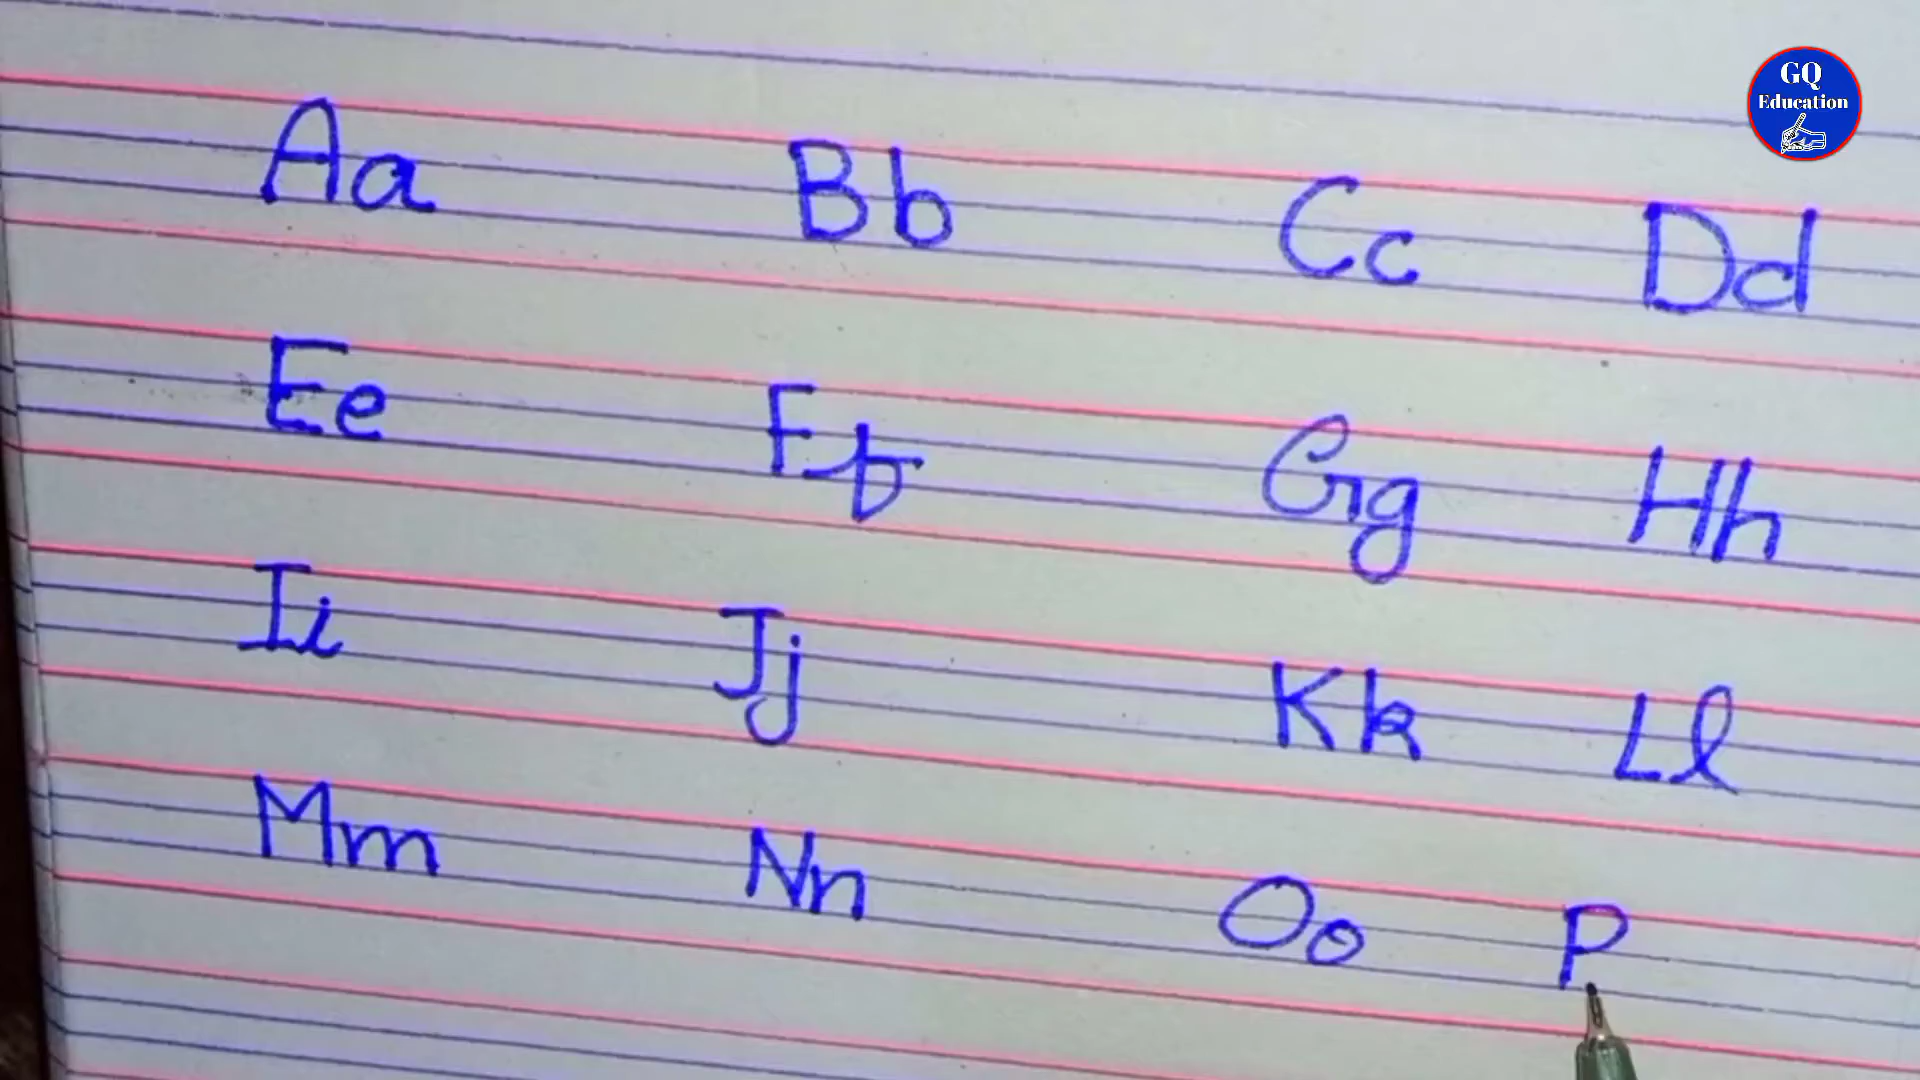 GQ
Education
Aa Bb Cc Dd
Ee Ff Gg Hh
Ii Jj Kk Ll
Mm Nn Oo P